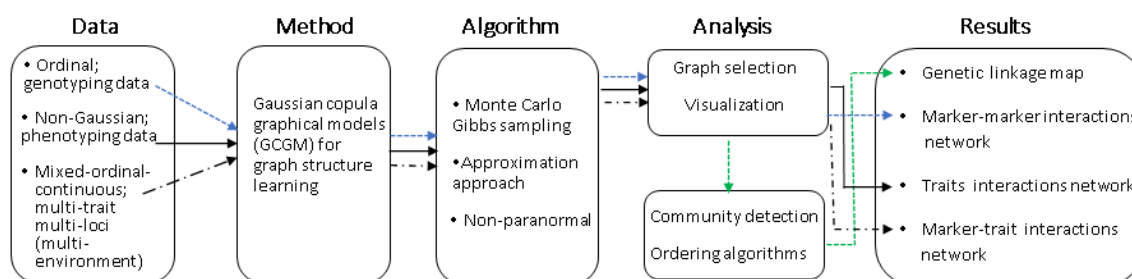 Data
Method
Algorithm
Analysis
Results
• Ordinal;
genotyping data
• Non-Gaussian;
phenotyping data
• Mixed-ordinal-
continuous;
multi-trait
multi-loci
(multi-
environment)
Gaussian copula
graphical models
(GCGM) for
graph structure
learning
• Monte Carlo
Gibbs sampling
• Approximation
approach
• Non-paranormal
Graph selection
Visualization
Community detection
Ordering algorithms
• Genetic linkage map
• Marker-marker interactions
network
• Traits interactions network
• Marker-trait interactions
network